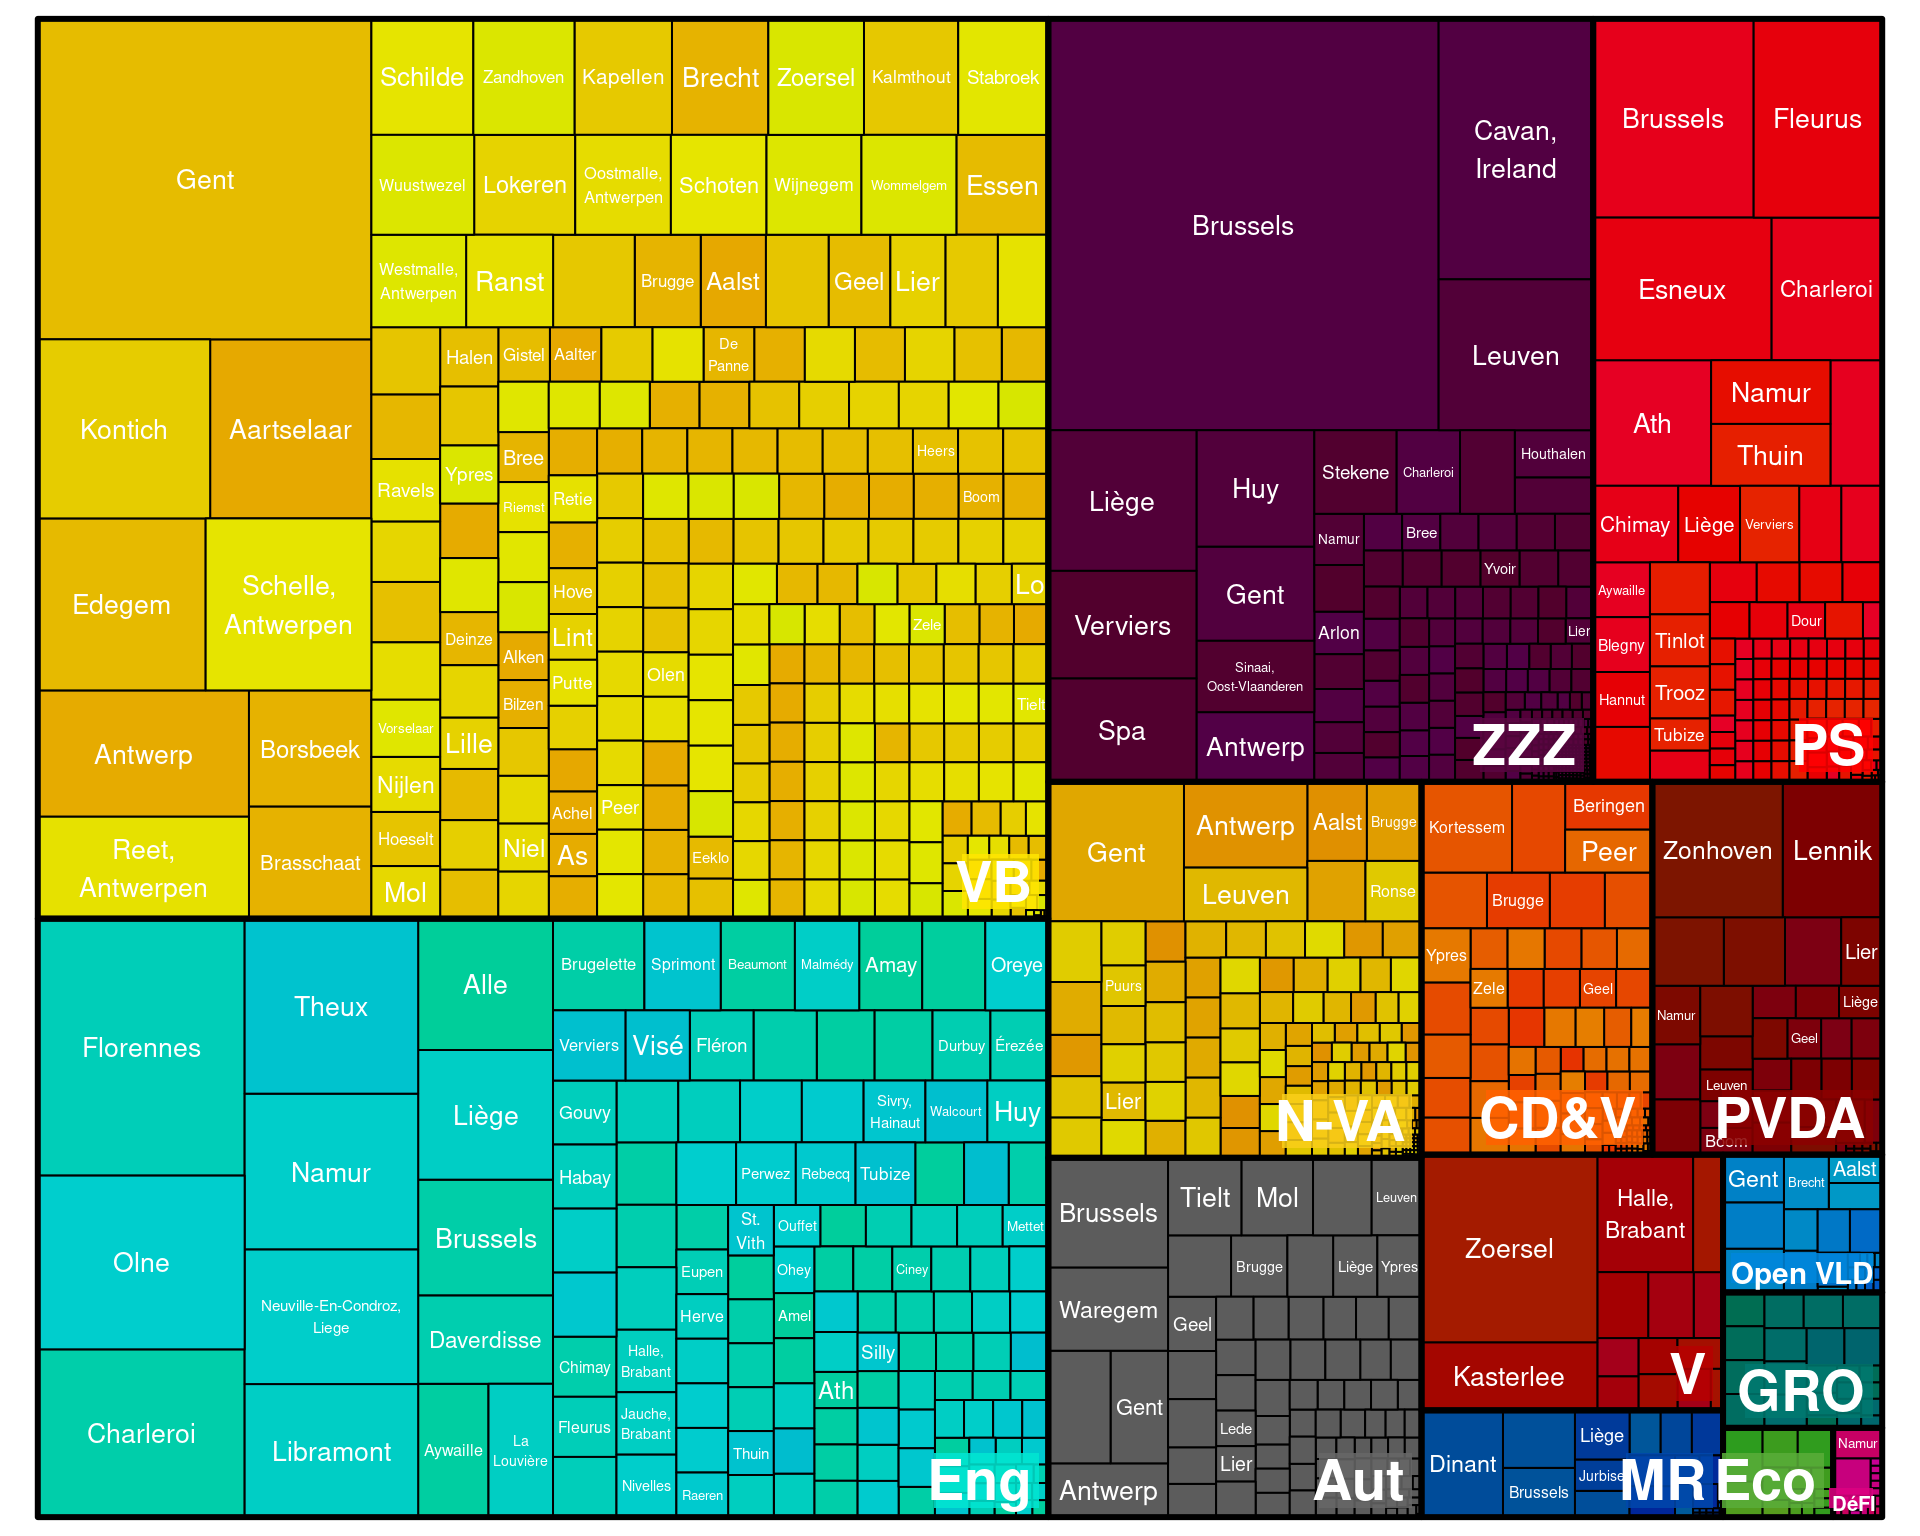 Gent
Schilde
Zandhoven
Kapellen
Brecht
Zoersel
Kalmthout
Stabroek
Wuustwezel
Lokeren
Oostmalle,
Antwerpen
Schoten
Wijnegem
Wommelgem
Essen
Westmalle,
Antwerpen
Ranst
Brugge
Aalst
Geel
Lier
Kontich
Aartselaar
Halen
Gistel
Aalter
De
Panne
Ravels
Ypres
Bree
Riemst
Retie
Heers
Boom
Edegem
Schelle,
Antwerpen
Deinze
Alken
Bilzen
Hove
Lint
Putte
Olen
Lo
Zele
Tielt
Antwerp
Borsbeek
Brasschaat
Reet,
Antwerpen
Vorselaar
Nijlen
Hoeselt
Mol
Lille
Niel
Achel
As
Peer
Eeklo
VB
Brussels
Cavan,
Ireland
Leuven
Liège
Verviers
Spa
Huy
Gent
Sinaai,
Oost-Vlaanderen
Antwerp
Stekene
Charleroi
Houthalen
Namur
Bree
Yvoir
Arlon
Lier
ZZZ
Brussels
Fleurus
Esneux
Charleroi
Ath
Namur
Thuin
Chimay
Liège
Verviers
Aywaille
Blegny
Hannut
Tinlot
Trooz
Tubize
Dour
PS
Florennes
Olne
Charleroi
Theux
Namur
Neuville-En-Condroz,
Liege
Libramont
Alle
Liège
Brussels
Daverdisse
Aywaille
La
Louvière
Brugelette
Sprimont
Beaumont
Malmédy
Amay
Oreye
Verviers
Visé
Fléron
Durbuy
Érezée
Gouvy
Sivry,
Hainaut
Walcourt
Huy
Habay
Perwez
Rebecq
Tubize
St.
Vith
Ouffet
Mettet
Eupen
Ohey
Ciney
Herve
Amel
Chimay
Halle,
Brabant
Silly
Ath
Fleurus
Jauche,
Brabant
Thuin
Nivelles
Raeren
Eng
Gent
Antwerp
Leuven
Aalst
Brugge
Ronse
Puurs
Lier
N-VA
Kortessem
Beringen
Peer
Brugge
Ypres
Zele
Geel
CD&V
Zonhoven
Lennik
Lier
Namur
Liège
Geel
Leuven
Boom
PVDA
Brussels
Waregem
Gent
Antwerp
Tielt
Mol
Leuven
Brugge
Liège
Ypres
Geel
Lede
Lier
Aut
Zoersel
Kasterlee
Halle,
Brabant
V
Gent
Brecht
Aalst
Open VLD
GRO
Dinant
Brussels
Liège
Jurbise
MR
Eco
Namur
DéFI